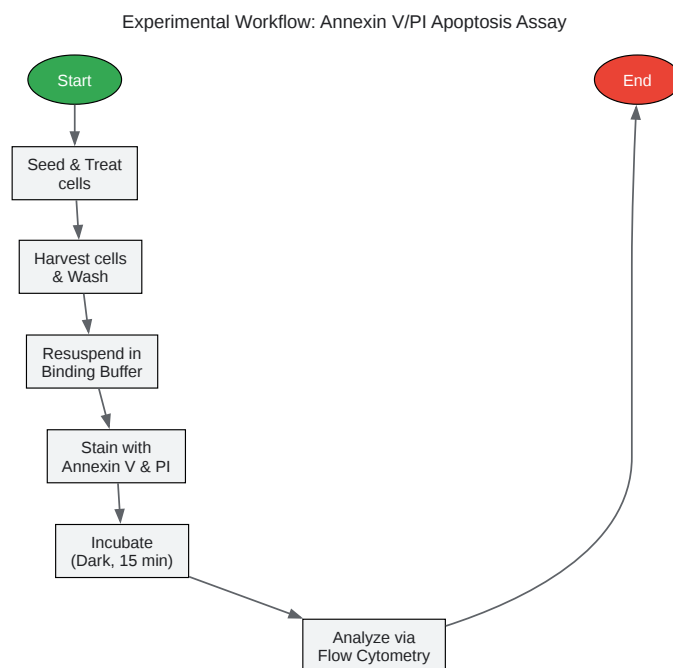 Experimental Workflow: Annexin V/PI Apoptosis Assay
Start
End
Seed & Treat
cells
Harvest cells
& Wash
Resuspend in
Binding Buffer
Stain with
Annexin V & PI
Incubate
(Dark, 15 min)
Analyze via
Flow Cytometry